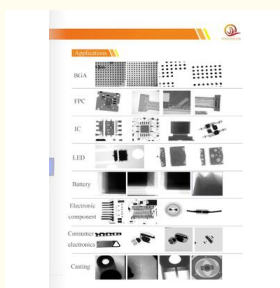 Applications
BGA
FPC
IC
LED
Battery
Electronic
component
Consumer
electronics
Casting